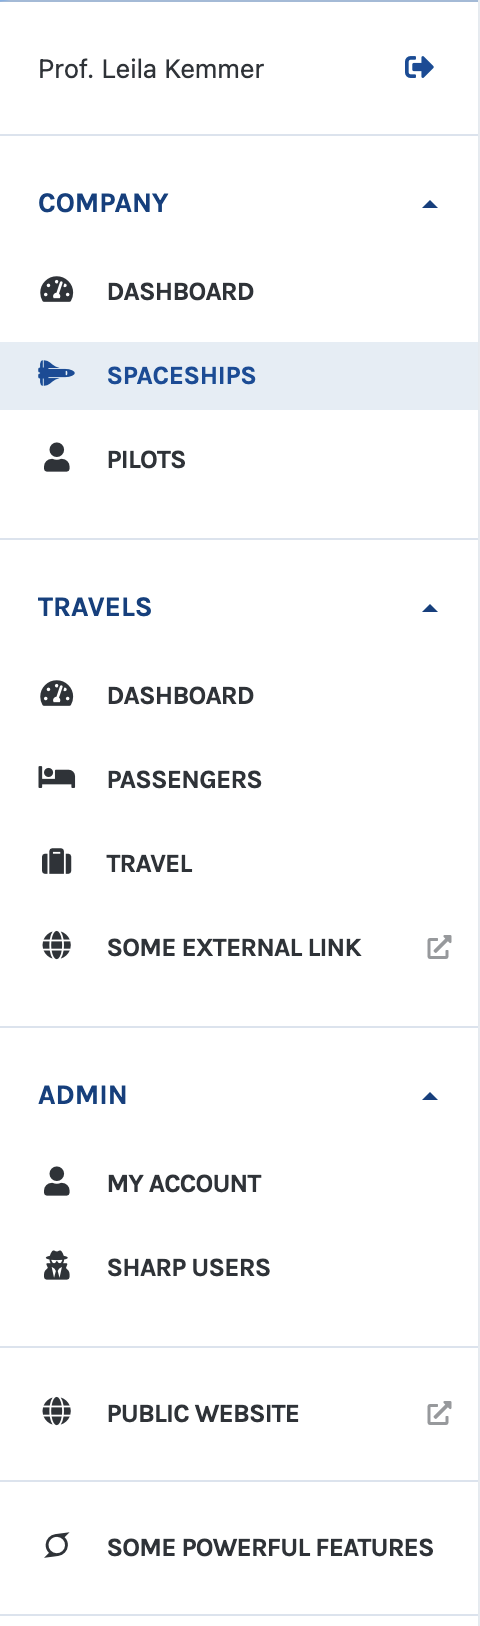 Prof. Leila Kemmer
COMPANY
DASHBOARD
SPACESHIPS
PILOTS
TRAVELS
DASHBOARD
PASSENGERS
TRAVEL
SOME EXTERNAL LINK
ADMIN
MY ACCOUNT
SHARP USERS
PUBLIC WEBSITE
SOME POWERFUL FEATURES